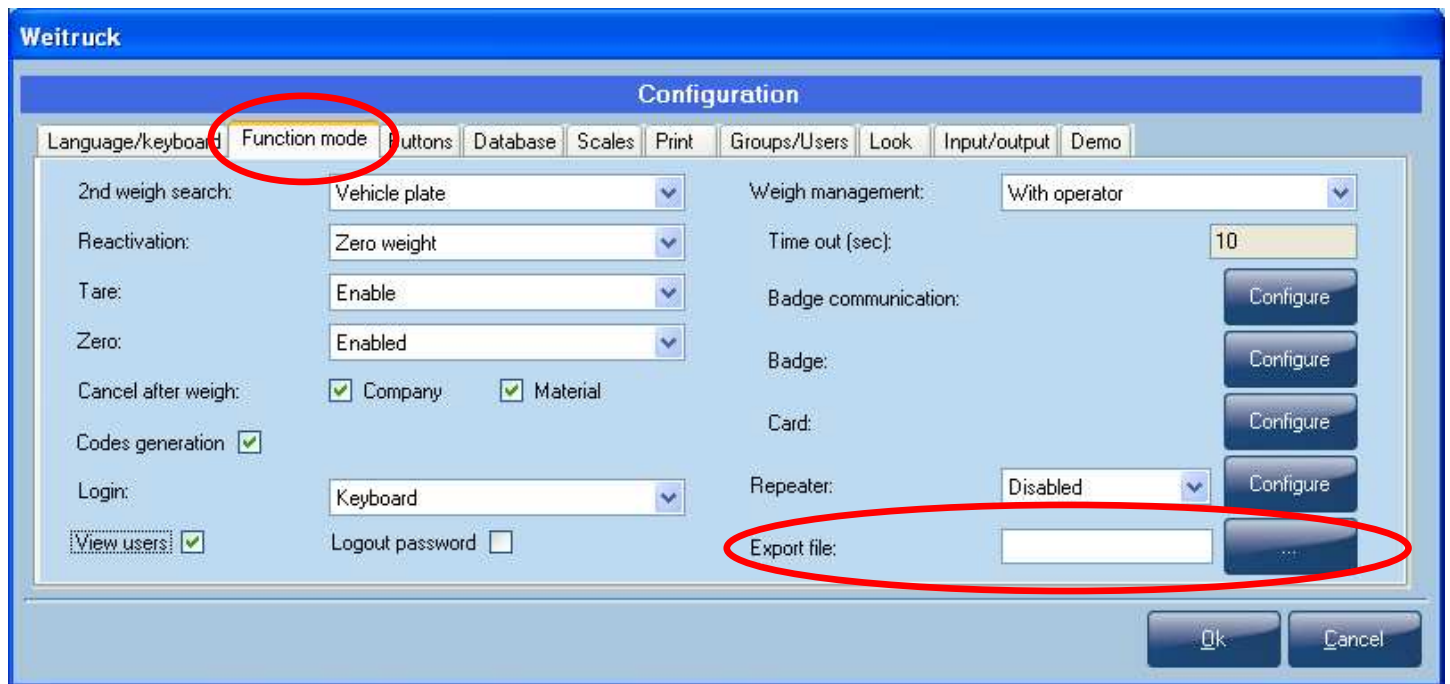 Weitruck
Configuration
Language/keyboard Function mode Buttons Database Scales Print Groups/Users Look Input/output Demo
2nd weigh search: Vehicle plate Weigh management: With operator
Reactivation: Zero weight Time out (sec): 10
Tare: Enable Badge communication: Configure
Zero: Enabled Badge: Configure
Cancel after weigh: Company Material
Codes generation Card: Configure
Login: Keyboard Repeater: Disabled Configure
View users Logout password Export file: ...
Ok Cancel